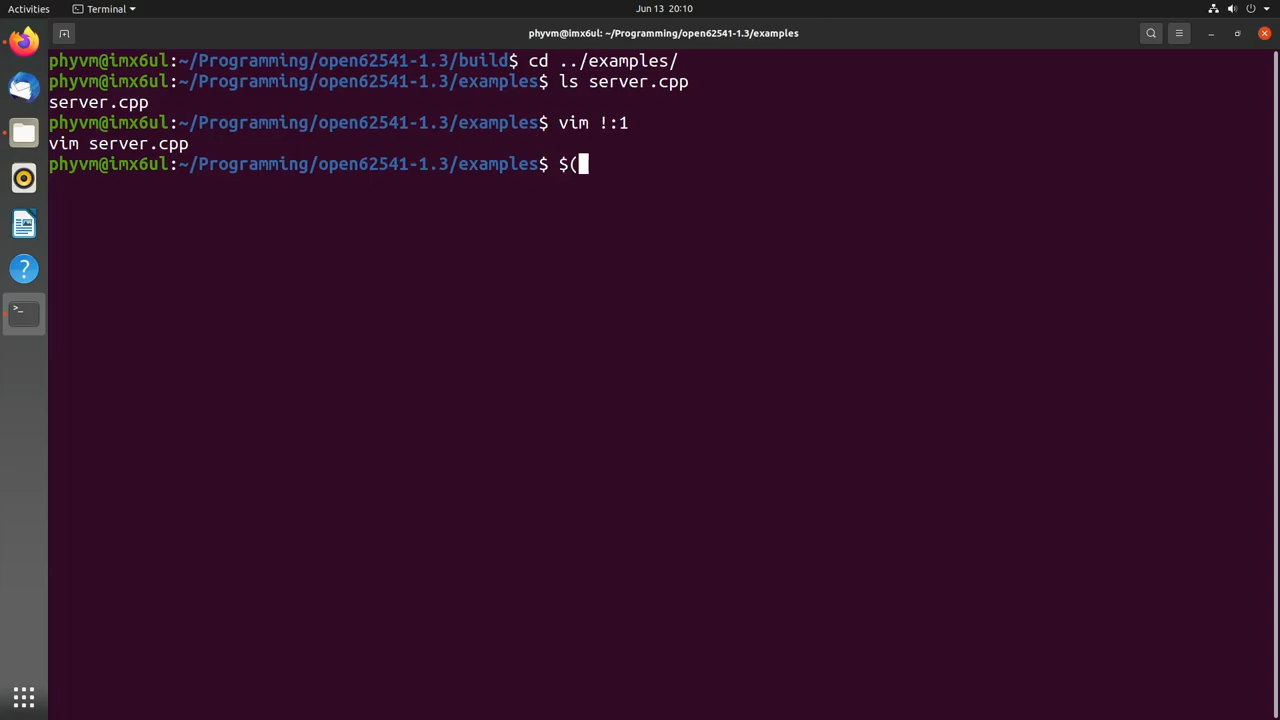 Activities Terminal Jun 13 20:10
phyvm@imx6ul: ~/Programming/open62541-1.3/examples
phyvm@imx6ul:~/Programming/open62541-1.3/build$ cd ../examples/
phyvm@imx6ul:~/Programming/open62541-1.3/examples$ ls server.cpp
server.cpp
phyvm@imx6ul:~/Programming/open62541-1.3/examples$ vim !:1
vim server.cpp
phyvm@imx6ul:~/Programming/open62541-1.3/examples$ $(